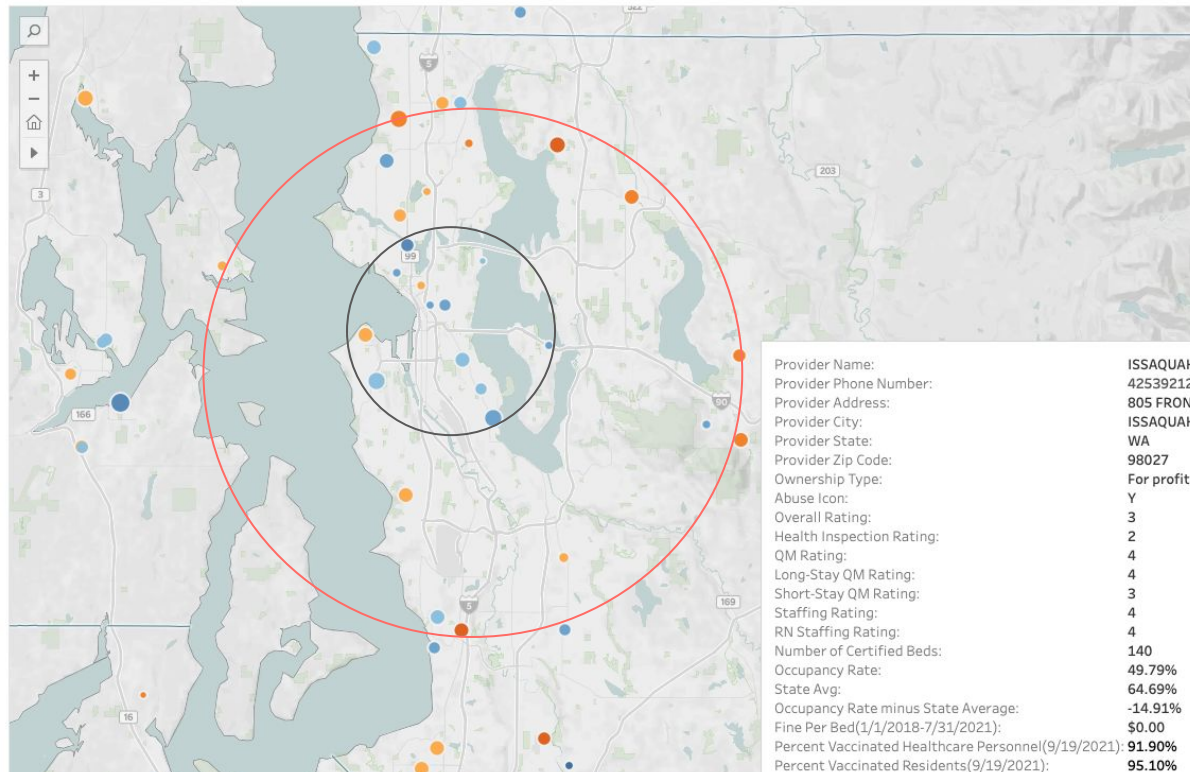 5
203
3
99
166
90
169
5
16
Provider Name: ISSAQUAH
Provider Phone Number: 42539212
Provider Address: 805 FRON
Provider City: ISSAQUAH
Provider State: WA
Provider Zip Code: 98027
Ownership Type: For profit
Abuse Icon: Y
Overall Rating: 3
Health Inspection Rating: 2
QM Rating: 4
Long-Stay QM Rating: 4
Short-Stay QM Rating: 3
Staffing Rating: 4
RN Staffing Rating: 4
Number of Certified Beds: 140
Occupancy Rate: 49.79%
State Avg: 64.69%
Occupancy Rate minus State Average: -14.91%
Fine Per Bed(1/1/2018-7/31/2021): $0.00
Percent Vaccinated Healthcare Personnel(9/19/2021): 91.90%
Percent Vaccinated Residents(9/19/2021): 95.10%